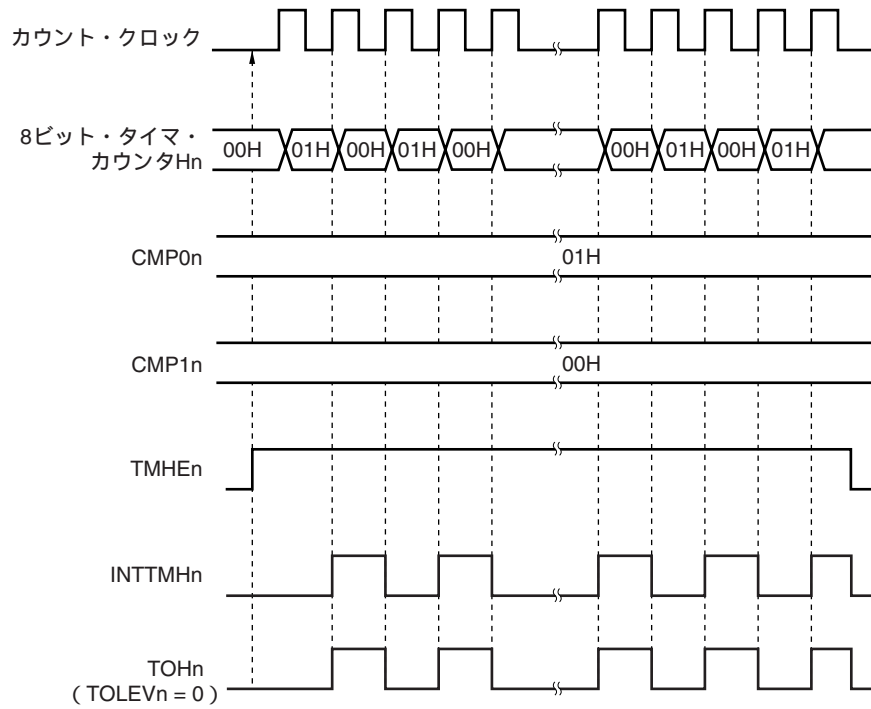 カウント・クロック
8ビット・タイマ・
カウンタHn
00H 01H 00H 01H 00H 00H 01H 00H 01H
CMP0n
01H
CMP1n
00H
TMHEn
INTTMHn
TOHn
( TOLEVn = 0 )